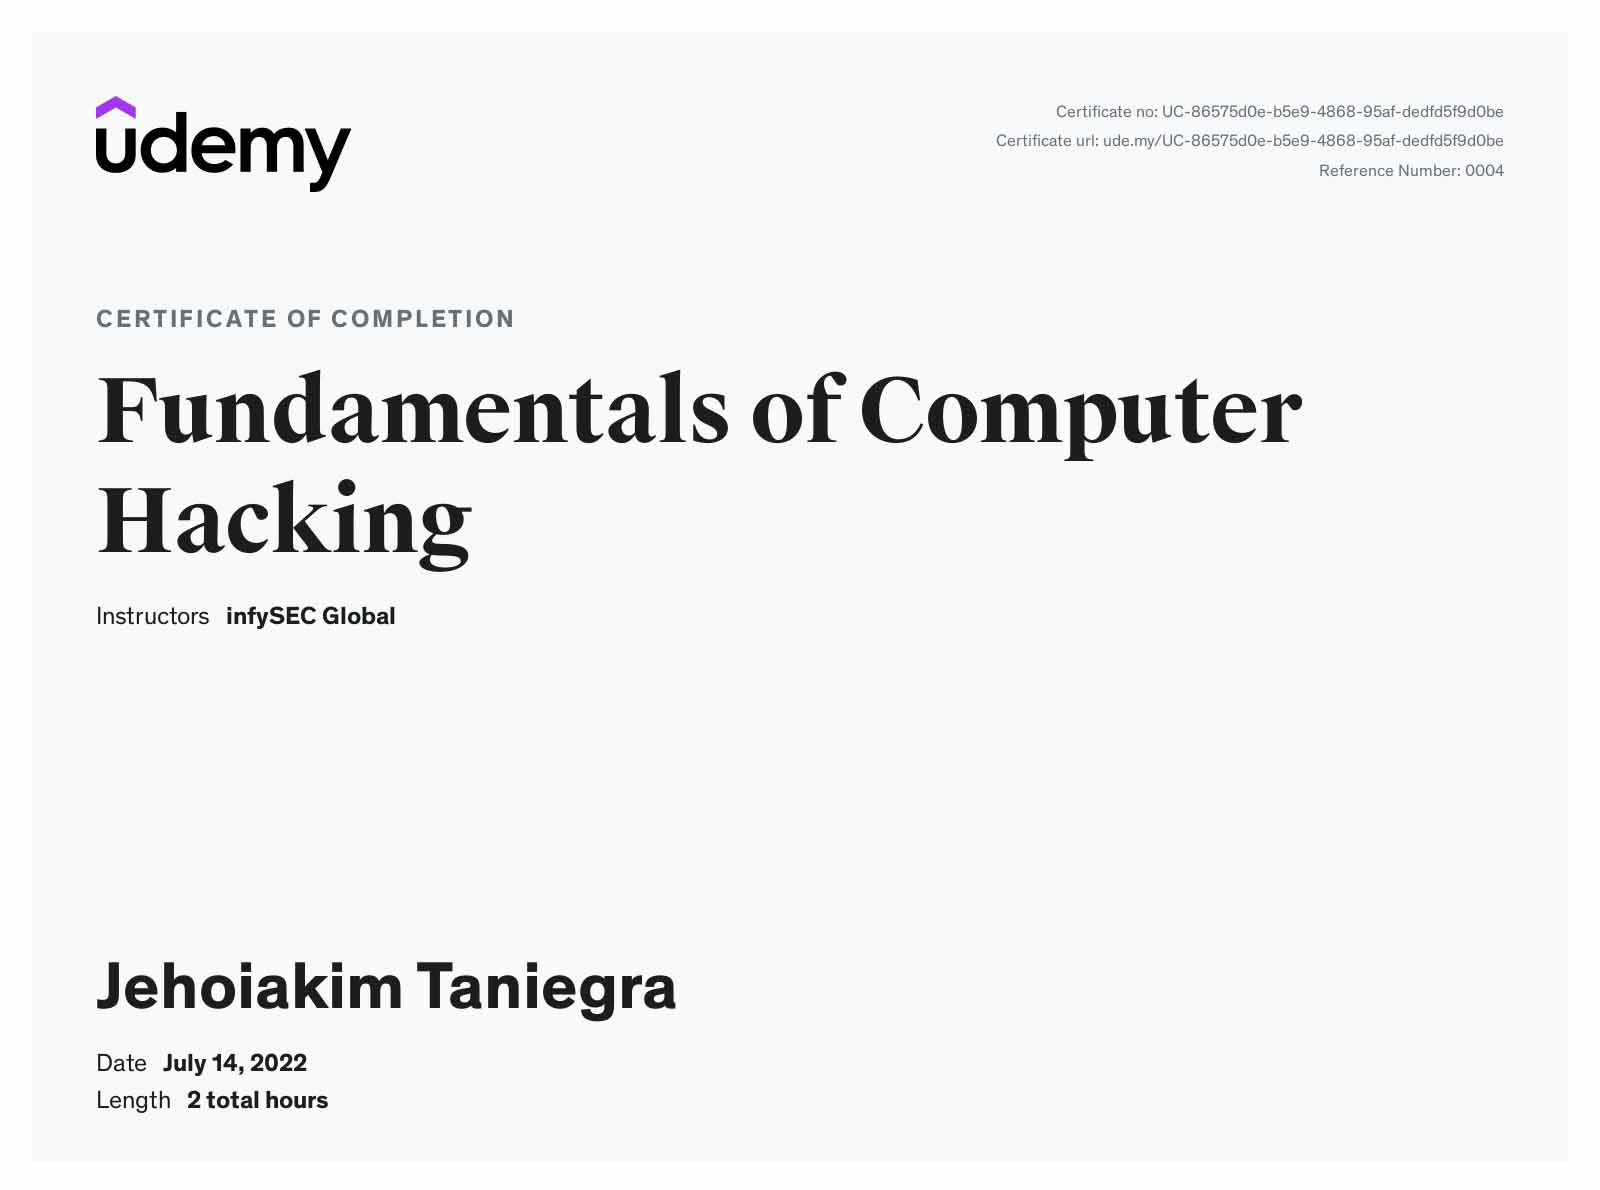 udemy
Certificate no: UC-86575d0e-b5e9-4868-95af-dedfd5f9d0be
Certificate url: ude.my/UC-86575d0e-b5e9-4868-95af-dedfd5f9d0be
Reference Number: 0004
CERTIFICATE OF COMPLETION
Fundamentals of Computer
Hacking
Instructors infySEC Global
Jehoiakim Taniegra
Date July 14, 2022
Length 2 total hours